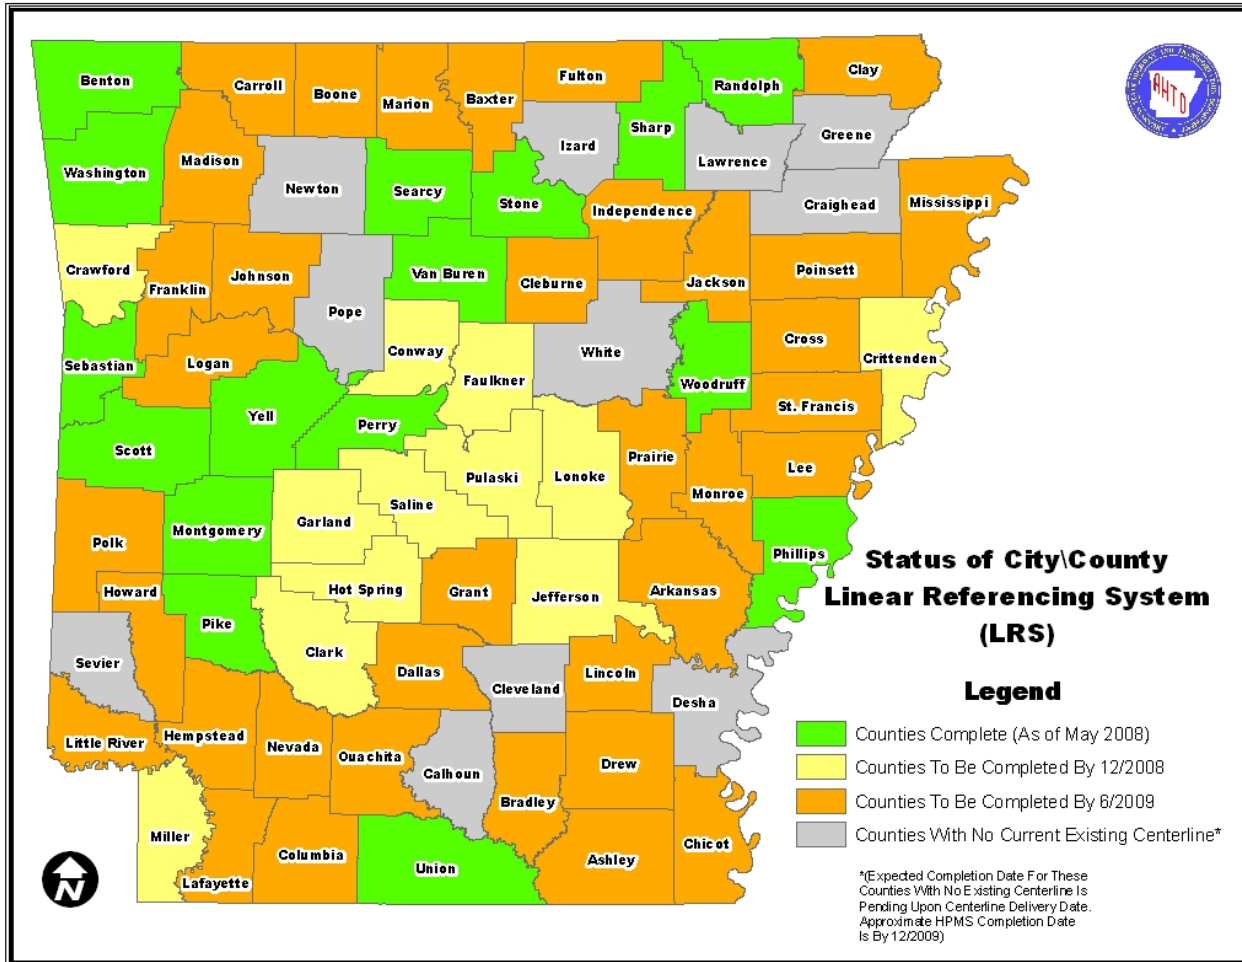 Benton
Carroll
Boone
Marion
Baxter
Fulton
Randolph
Clay
Sharp
Izard
Lawrence
Greene
Washington
Madison
Newton
Searcy
Stone
Independence
Craighead
Mississippi
Crawford
Franklin
Johnson
Van Buren
Cleburne
Jackson
Poinsett
Pope
Conway
White
Cross
Crittenden
Sebastian
Logan
Faulkner
Woodruff
St. Francis
Yell
Perry
Scott
Pulaski
Lonoke
Prairie
Monroe
Lee
Saline
Garland
Montgomery
Polk
Howard
Hot Spring
Grant
Jefferson
Arkansas
Phillips
Pike
Clark
Sevier
Dallas
Cleveland
Lincoln
Desha
Little River
Hempstead
Nevada
Ouachita
Calhoun
Bradley
Drew
Miller
Lafayette
Columbia
Union
Ashley
Chicot
AHTD
Status of City\County
Linear Referencing System
(LRS)
Legend
Counties Complete (As of May 2008)
Counties To Be Completed By 12/2008
Counties To Be Completed By 6/2009
Counties With No Current Existing Centerline*
*(Expected Completion Date For These
Counties With No Existing Centerline Is
Pending Upon Centerline Delivery Date.
Approximate HPMS Completion Date
Is By 12/2009)
N